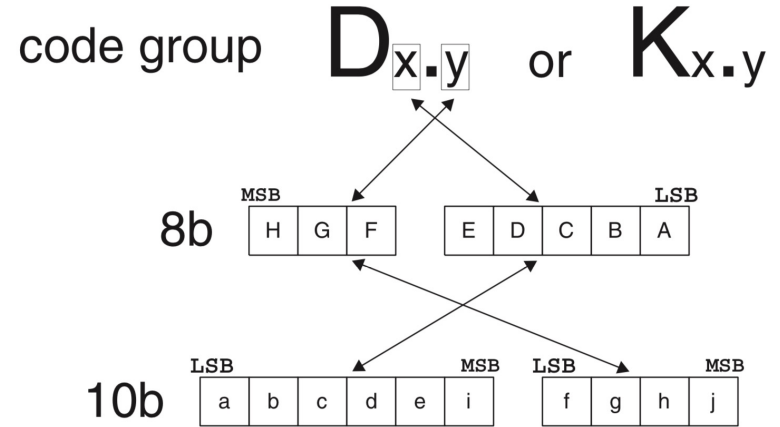 code group Dx.y or Kx.y
MSB LSB
8b H G F E D C B A
LSB MSB LSB MSB
10b a b c d e i f g h j